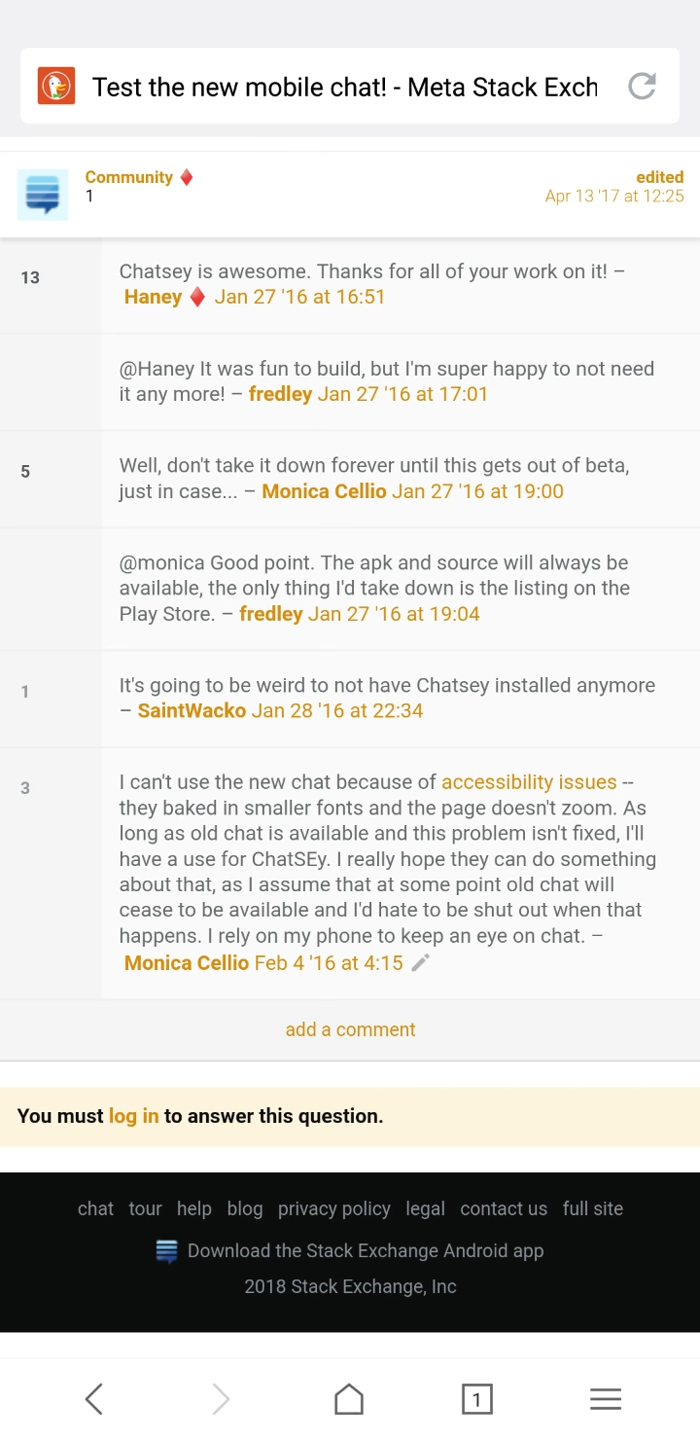 Test the new mobile chat! - Meta Stack Exch
Community
edited
1
Apr 13 '17 at 12:25
13
Chatsey is awesome. Thanks for all of your work on it! –
Haney Jan 27 '16 at 16:51
@Haney It was fun to build, but I'm super happy to not need
it any more! – fredley Jan 27 '16 at 17:01
5
Well, don't take it down forever until this gets out of beta,
just in case... – Monica Cellio Jan 27 '16 at 19:00
@monica Good point. The apk and source will always be
available, the only thing I'd take down is the listing on the
Play Store. – fredley Jan 27 '16 at 19:04
1
It's going to be weird to not have Chatsey installed anymore
– SaintWacko Jan 28 '16 at 22:34
3
I can't use the new chat because of accessibility issues --
they baked in smaller fonts and the page doesn't zoom. As
long as old chat is available and this problem isn't fixed, I'll
have a use for ChatSEy. I really hope they can do something
about that, as I assume that at some point old chat will
cease to be available and I'd hate to be shut out when that
happens. I rely on my phone to keep an eye on chat. –
Monica Cellio Feb 4 '16 at 4:15
add a comment
You must log in to answer this question.
chat tour help blog privacy policy legal contact us full site
Download the Stack Exchange Android app
2018 Stack Exchange, Inc
1